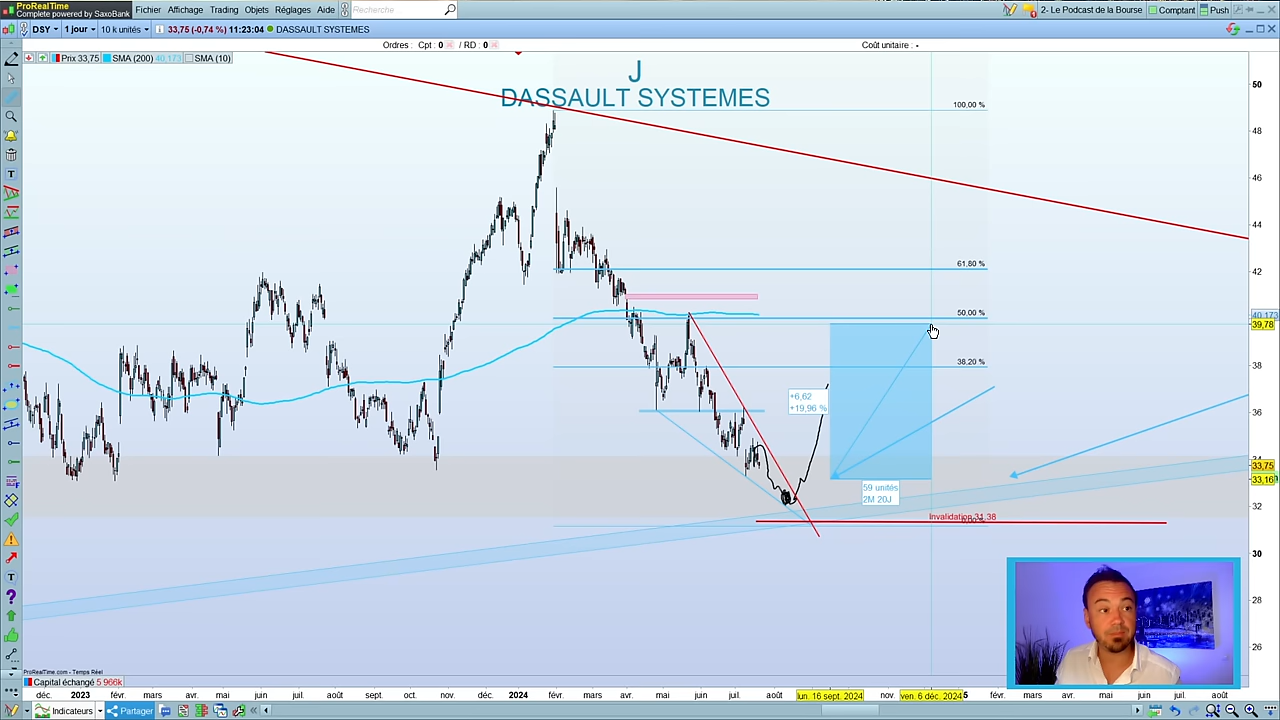 ProRealTime
Complete powered by SaxoBank
Fichier Affichage Trading Objets Réglages Aide
Recherche
2- Le Podcast de la Bourse
Comptant
Push
DSY
1 jour
10 k unités
33,75 (-0,74 %) 11:23:04
DASSAULT SYSTEMES
Ordres : Cpt : 0 / RD : 0
Coût unitaire : -
Prix 33,75
SMA (200) 40.173
SMA (10)
J
DASSAULT SYSTEMES
100,00 %
61,80 %
50,00 %
38,20 %
+6,62
+19,96 %
59 unités
2M 20J
Invalidation 31.38
50
48
46
44
42
40.173
39,78
38
36
34
33,75
33,16
32
30
28
26
ProRealTime.com - Temps Réel
Capital échangé 5 966k
déc. 2023 févr. mars avr. mai juin juil. août sept. oct. nov. 2024 févr. mars avr. mai juin juil. août lun. 16 sept. 2024 nov. ven. 6 déc. 2024 5 févr. mars avr. mai juin juil. août
Indicateurs
Partager